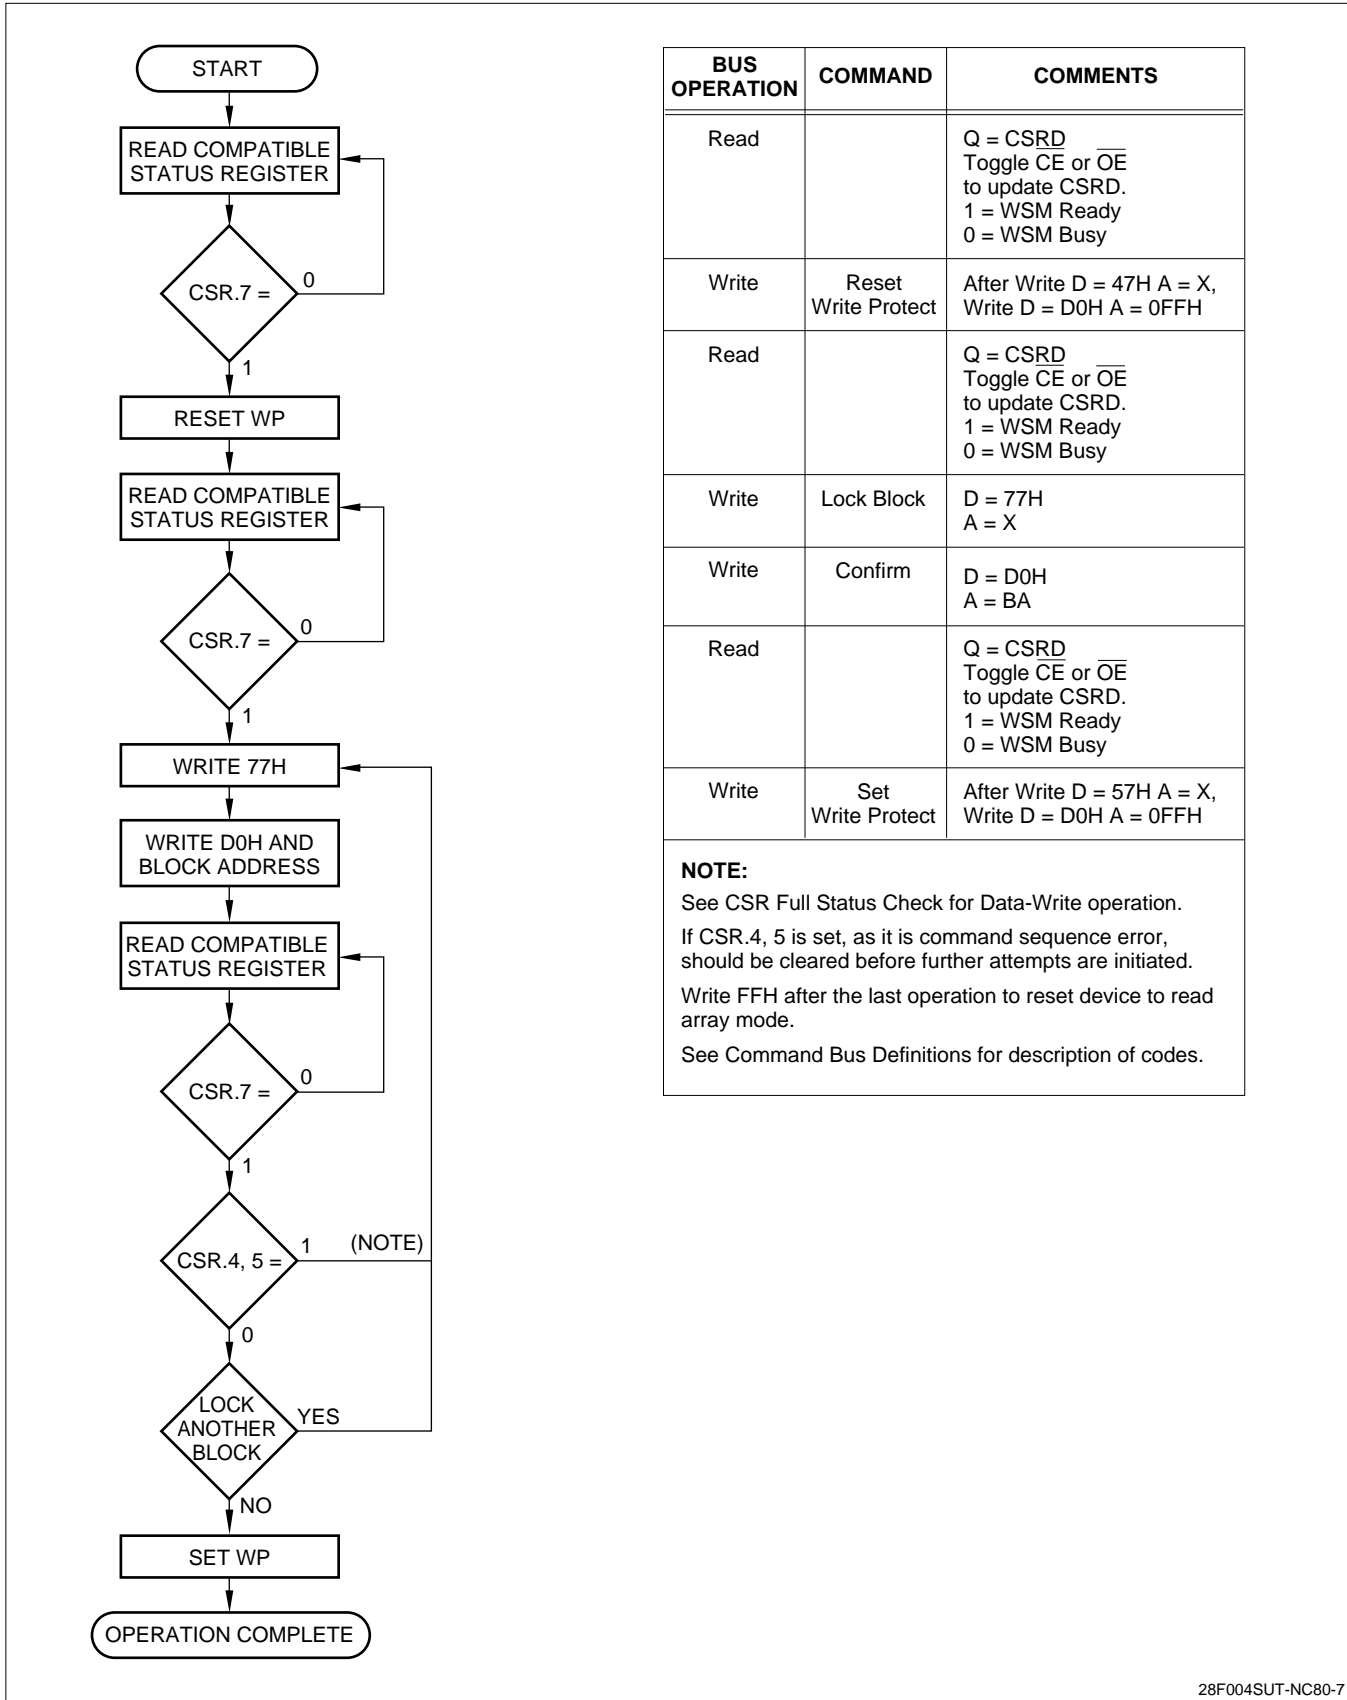 START
READ COMPATIBLE
STATUS REGISTER
CSR.7 =
0
1
RESET WP
READ COMPATIBLE
STATUS REGISTER
CSR.7 =
0
1
WRITE 77H
WRITE D0H AND
BLOCK ADDRESS
READ COMPATIBLE
STATUS REGISTER
CSR.7 =
0
1
CSR.4, 5 =
1
(NOTE)
0
LOCK
ANOTHER
BLOCK
YES
NO
SET WP
OPERATION COMPLETE
BUS
OPERATION
COMMAND
COMMENTS
Read
Q = CSRD
Toggle C̅E̅ or O̅E̅
to update CSRD.
1 = WSM Ready
0 = WSM Busy
Write
Reset
Write Protect
After Write D = 47H A = X,
Write D = D0H A = 0FFH
Read
Q = CSRD
Toggle C̅E̅ or O̅E̅
to update CSRD.
1 = WSM Ready
0 = WSM Busy
Write
Lock Block
D = 77H
A = X
Write
Confirm
D = D0H
A = BA
Read
Q = CSRD
Toggle C̅E̅ or O̅E̅
to update CSRD.
1 = WSM Ready
0 = WSM Busy
Write
Set
Write Protect
After Write D = 57H A = X,
Write D = D0H A = 0FFH
NOTE:
See CSR Full Status Check for Data-Write operation.
If CSR.4, 5 is set, as it is command sequence error,
should be cleared before further attempts are initiated.
Write FFH after the last operation to reset device to read
array mode.
See Command Bus Definitions for description of codes.
28F004SUT-NC80-7